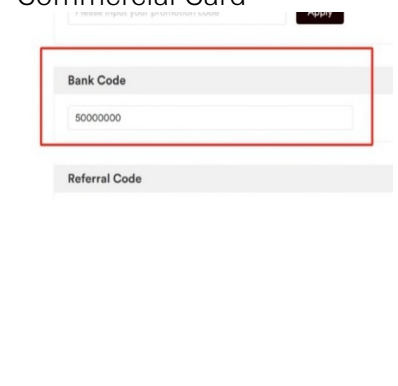 Commercial Card
Please input your promotion code
Apply
Bank Code
50000000
Referral Code